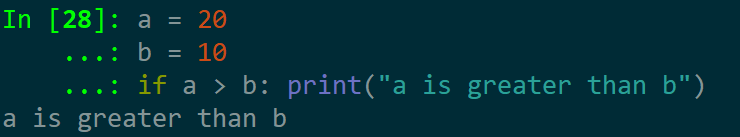 In [28]: a = 20
...: b = 10
...: if a > b: print("a is greater than b")
a is greater than b